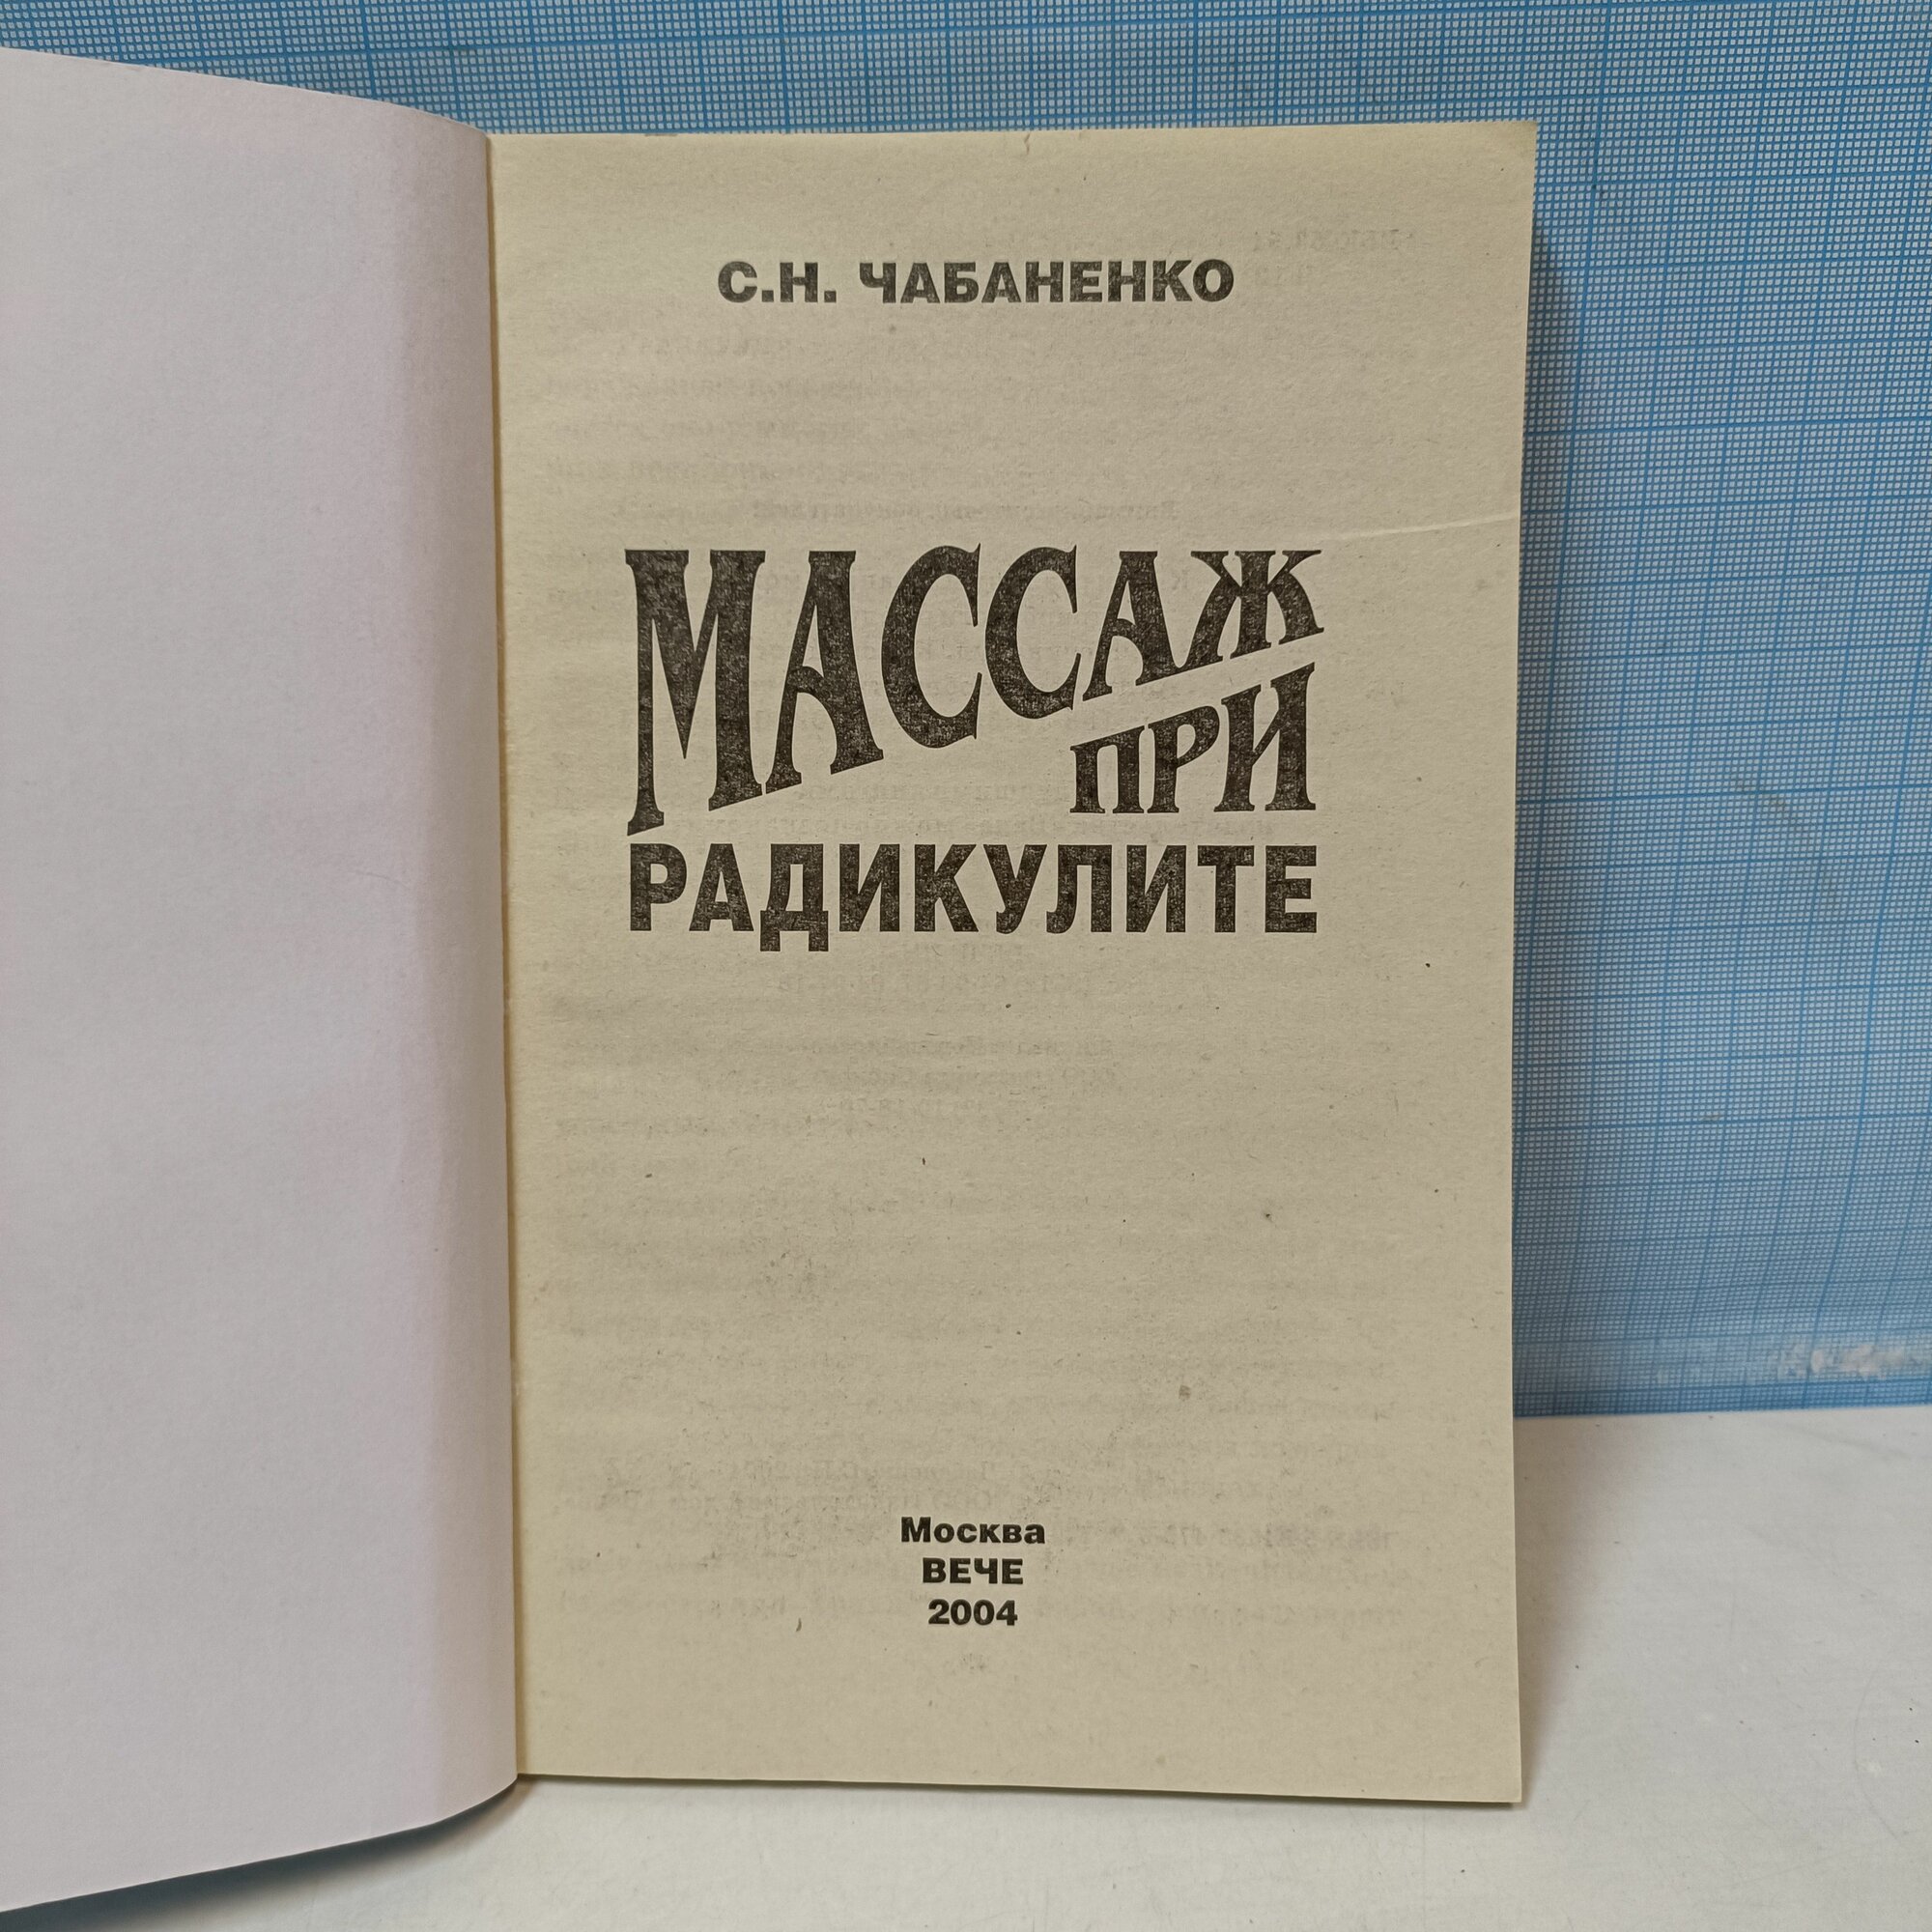 С.Н. ЧАБАНЕНКО
МАССАЖ
ПРИ
РАДИКУЛИТЕ
Москва
ВЕЧЕ
2004